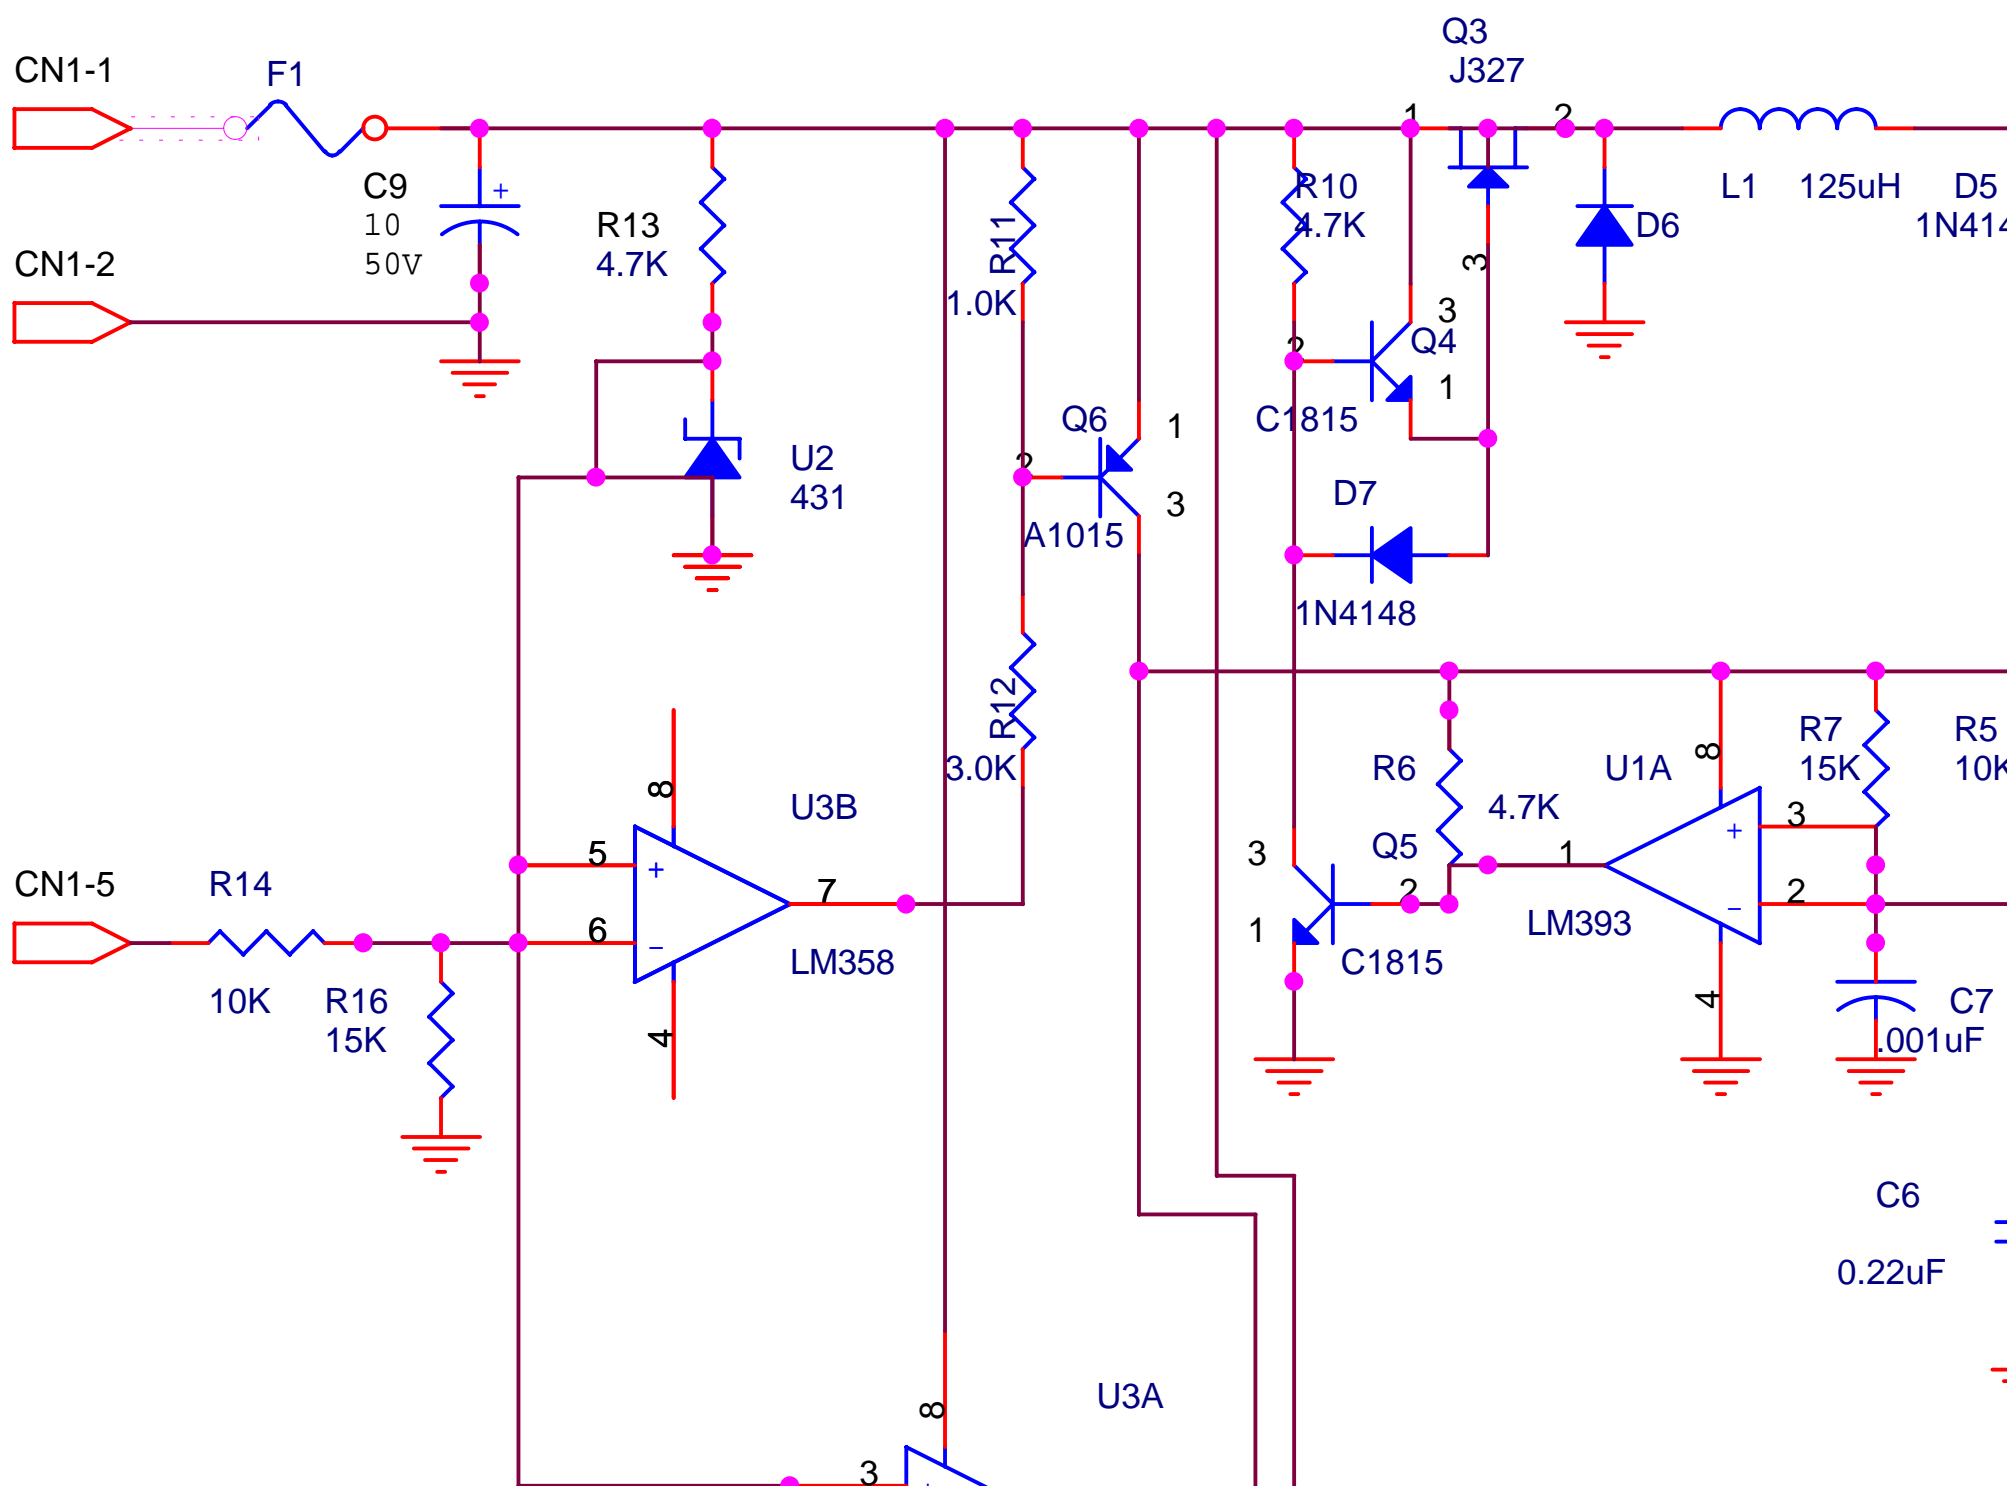 Q3
J327
CN1-1
F1
1
2
C9
10
50V
+
R13
4.7K
R11
1.0K
R10
4.7K
3
L1
125uH
D5
D6
CN1-2
3
Q4
1
2
C1815
Q6
1
2
3
A1015
U2
431
D7
1N4148
R12
3.0K
8
U3B
5
+
7
6
−
LM358
4
CN1-5
R14
10K
R16
15K
R6
4.7K
U1A
8
R7
15K
R5
3
+
1
2
−
LM393
4
Q5
3
2
1
C1815
C7
.001uF
C6
0.22uF
U3A
8
3